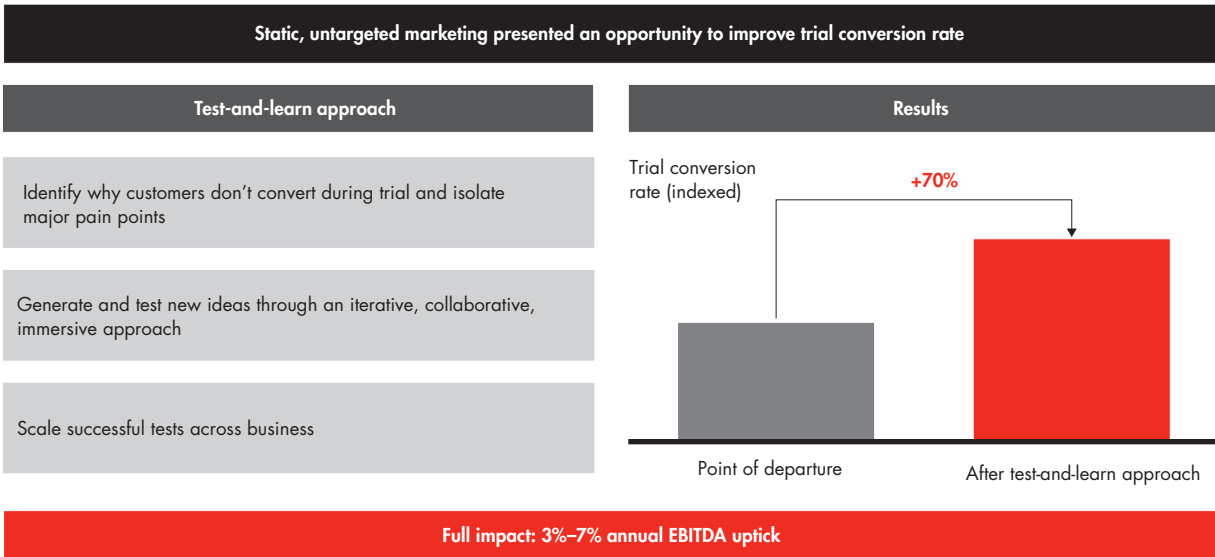 Static, untargeted marketing presented an opportunity to improve trial conversion rate
Test-and-learn approach
Identify why customers don’t convert during trial and isolate
major pain points
Generate and test new ideas through an iterative, collaborative,
immersive approach
Scale successful tests across business
Results
Trial conversion
rate (indexed)
+70%
Point of departure
After test-and-learn approach
Full impact: 3%–7% annual EBITDA uptick